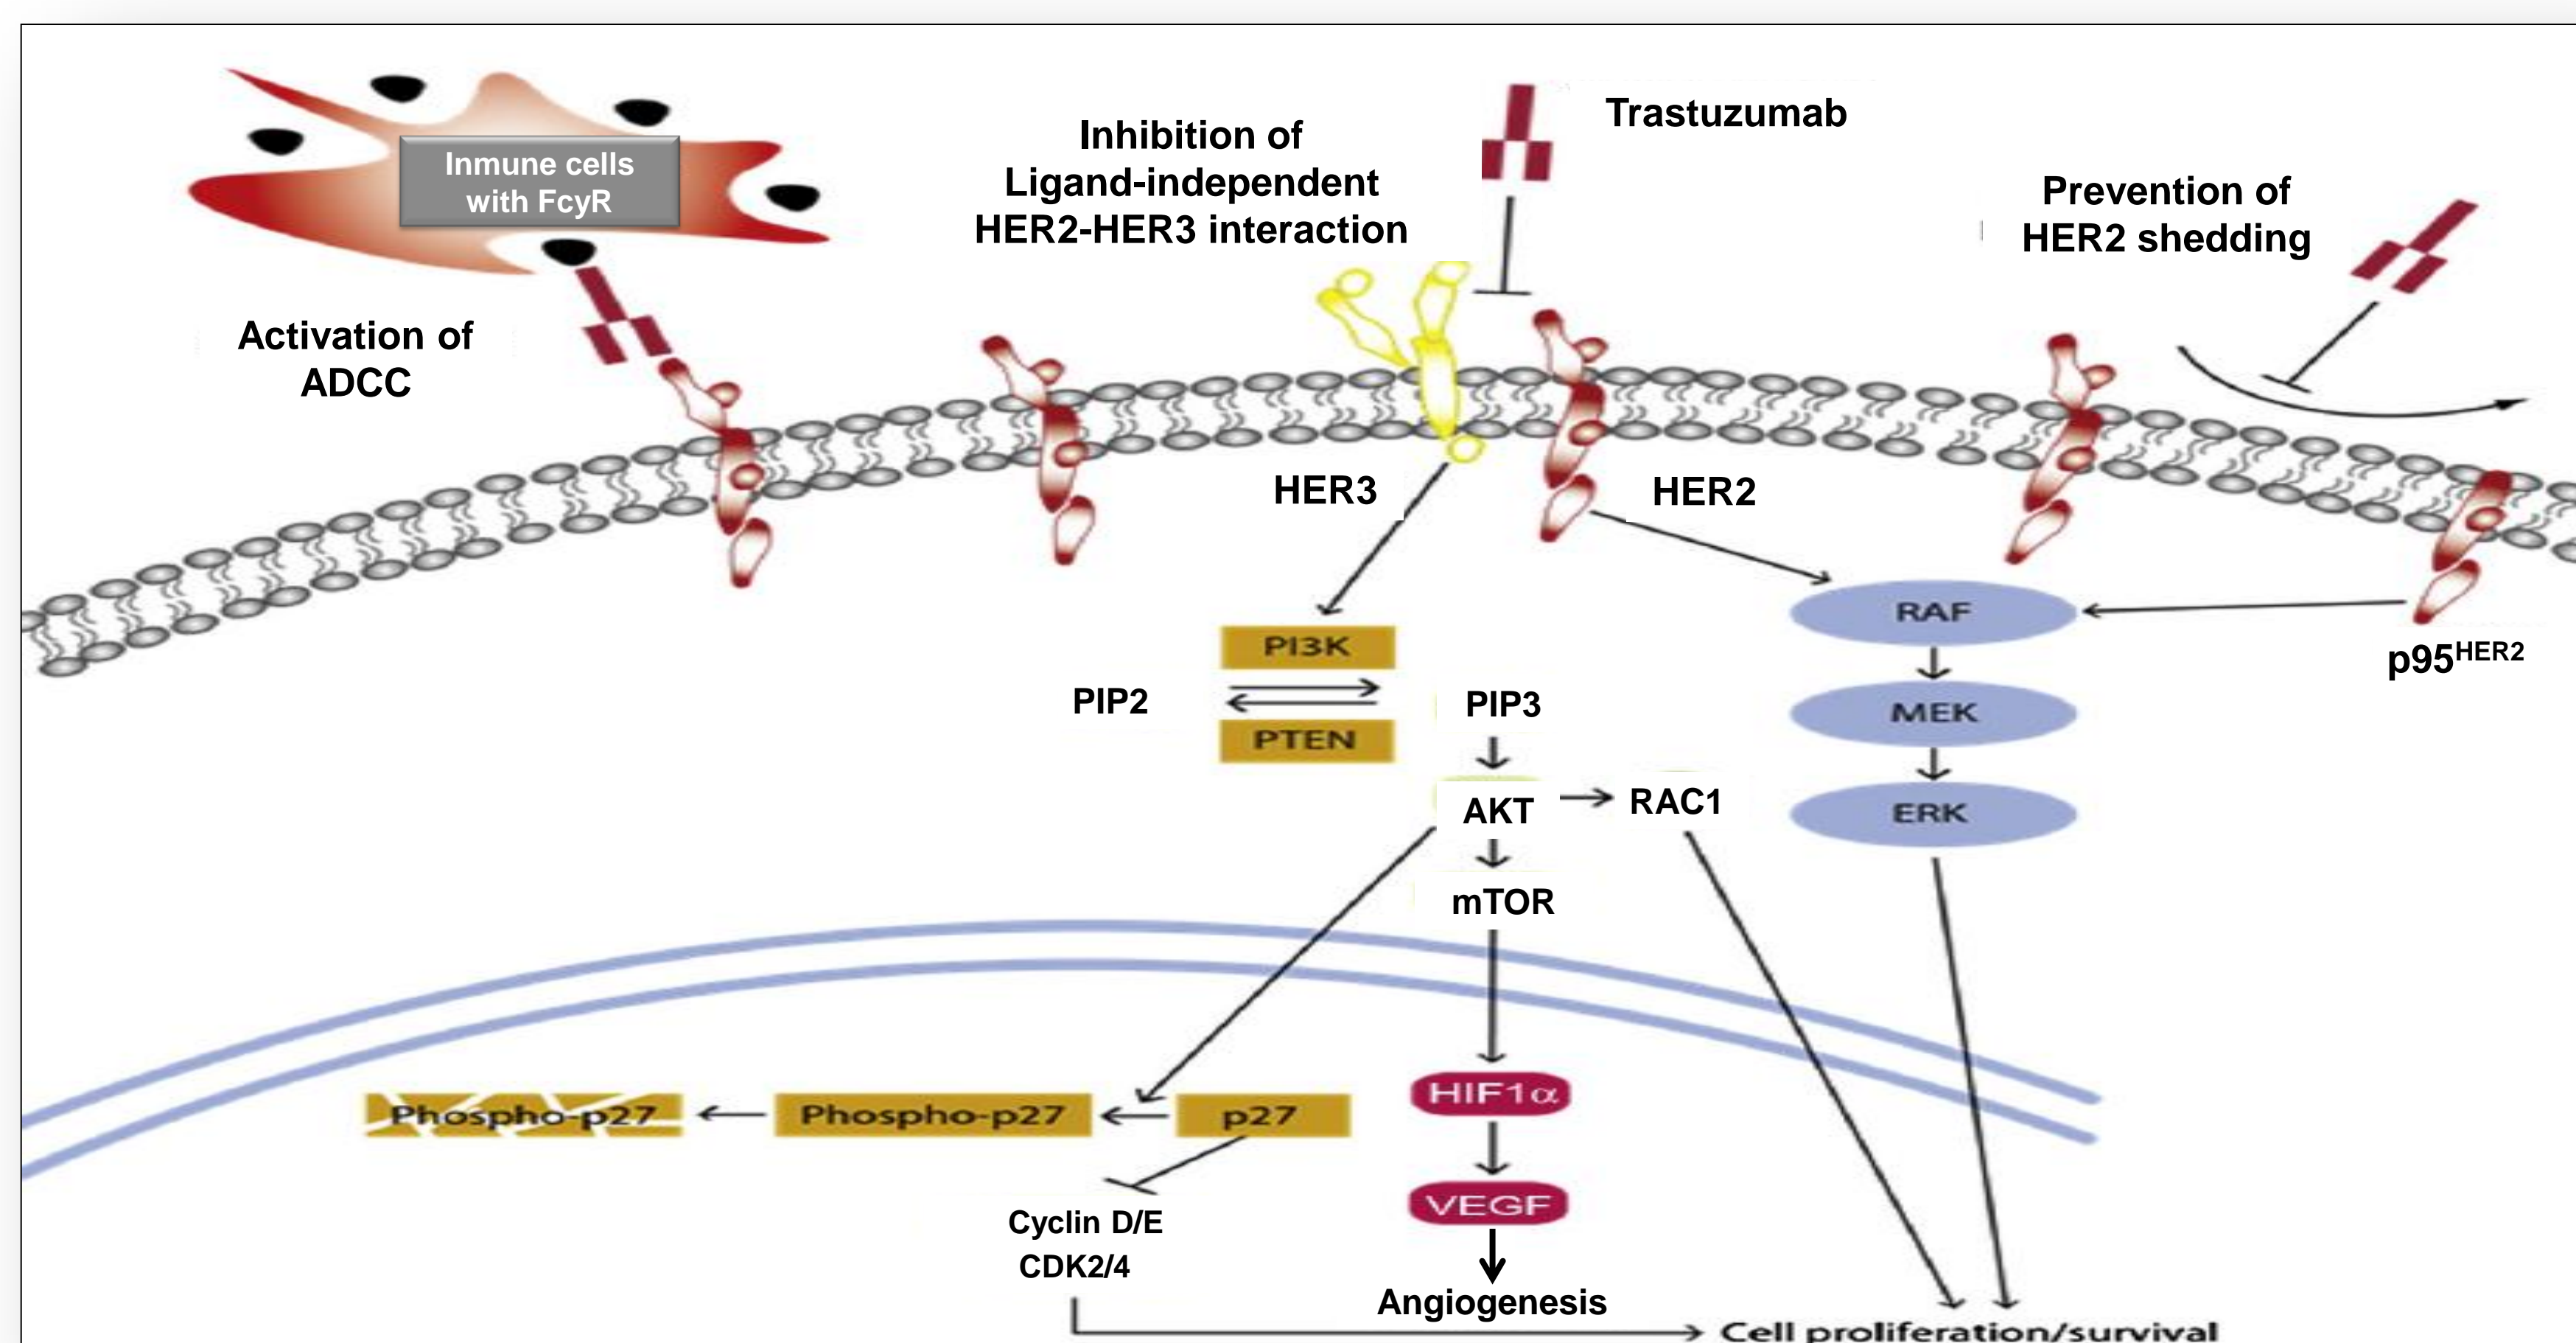 Inmune cells
with FcyR
Inhibition of
Ligand-independent
HER2-HER3 interaction
Trastuzumab
Prevention of
HER2 shedding
Activation of
ADCC
HER3
HER2
PI3K
PIP2
PIP3
PTEN
AKT
RAC1
mTOR
RAF
MEK
ERK
p95HER2
Phospho-p27
Phospho-p27
p27
HIF1α
VEGF
Cyclin D/E
CDK2/4
Angiogenesis
Cell proliferation/survival